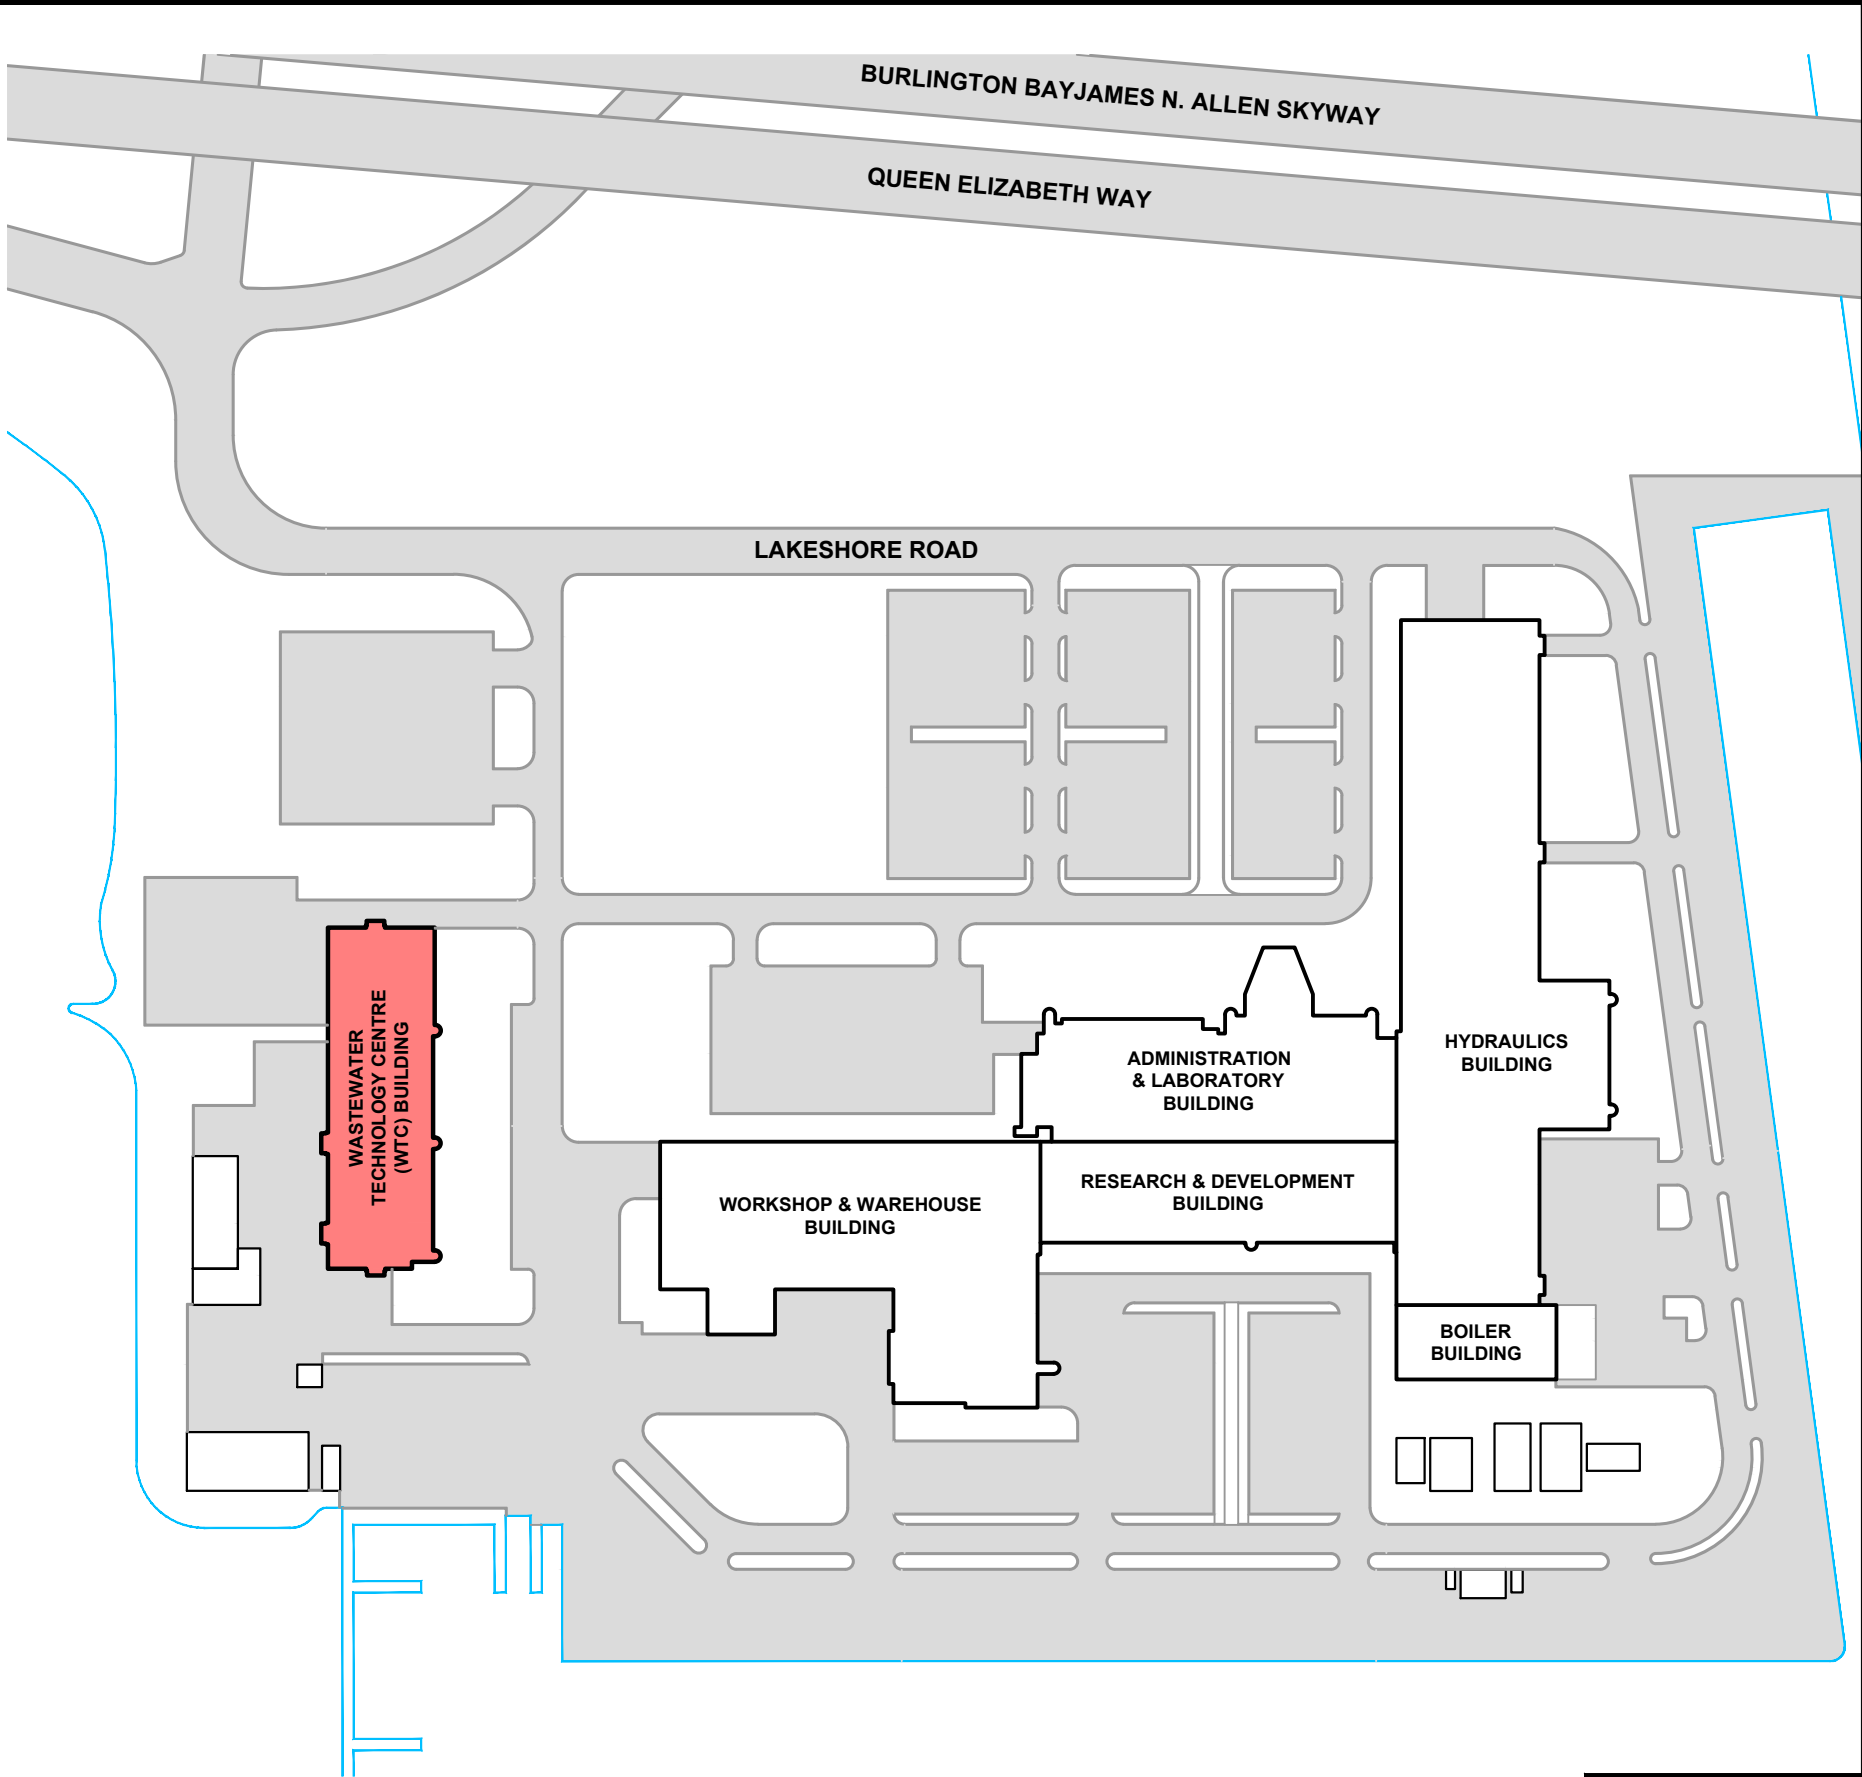 BURLINGTON BAYJAMES N. ALLEN SKYWAY
QUEEN ELIZABETH WAY
LAKESHORE ROAD
WASTEWATER
TECHNOLOGY CENTRE
(WTC) BUILDING
ADMINISTRATION
& LABORATORY
BUILDING
HYDRAULICS
BUILDING
WORKSHOP & WAREHOUSE
BUILDING
RESEARCH & DEVELOPMENT
BUILDING
BOILER
BUILDING